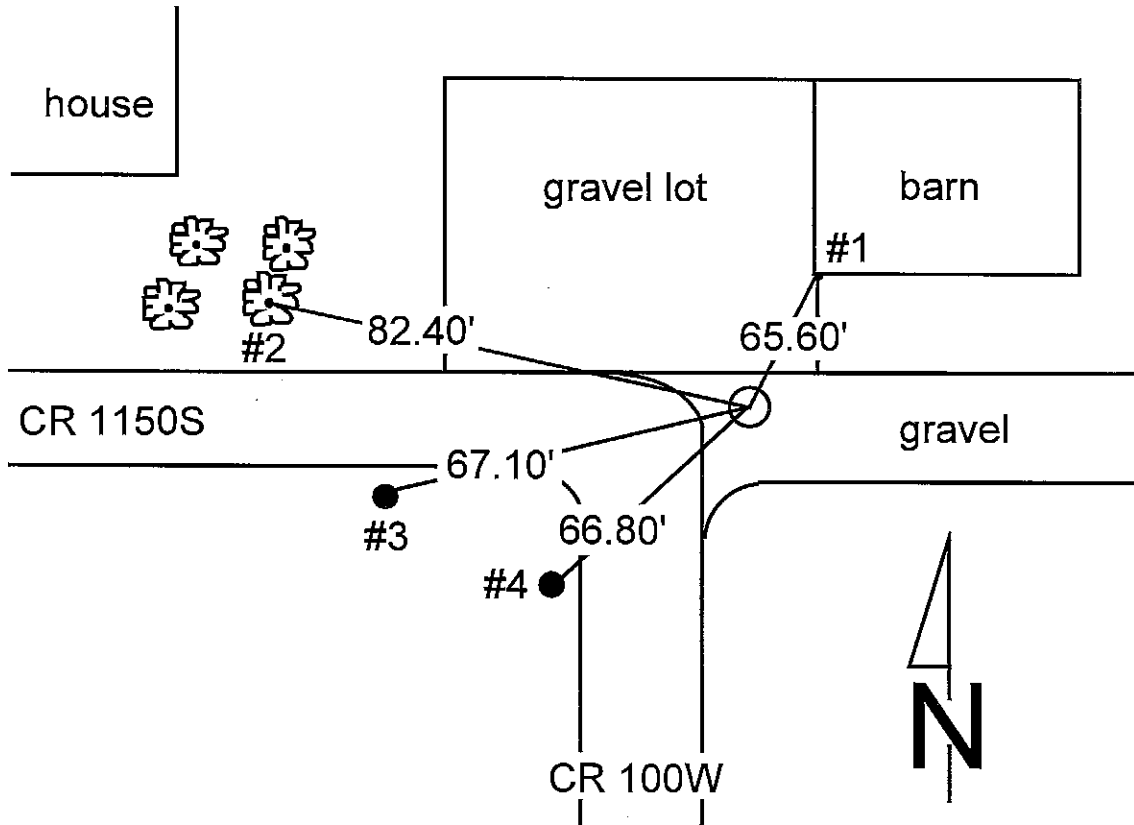 house
gravel lot
barn
#1
82.40'
65.60'
#2
CR 1150S
gravel
67.10'
#3
66.80'
#4
N
CR 100W